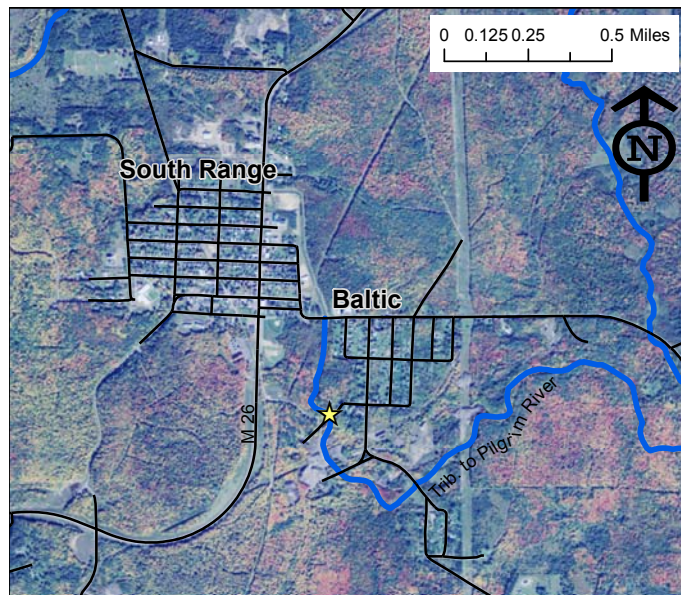 0 0.125 0.25 0.5 Miles
N
South Range
Baltic
M 26
Trib. to Pilgrim River